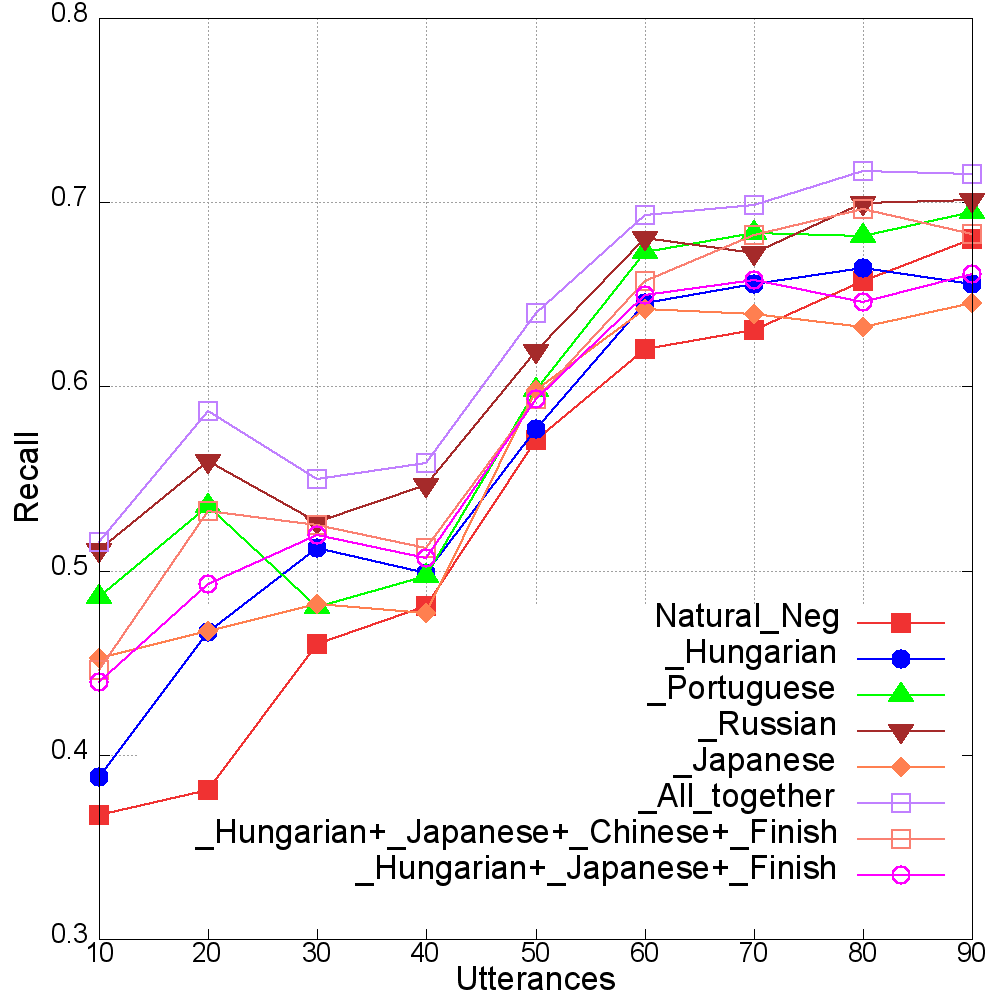 0.8
0.7
0.6
0.5
0.4
0.3
Recall
Natural_Neg
_Hungarian
_Portuguese
_Russian
_Japanese
_All_together
_Hungarian+_Japanese+_Chinese+_Finish
_Hungarian+_Japanese+_Finish
10 20 30 40 50 60 70 80 90
Utterances